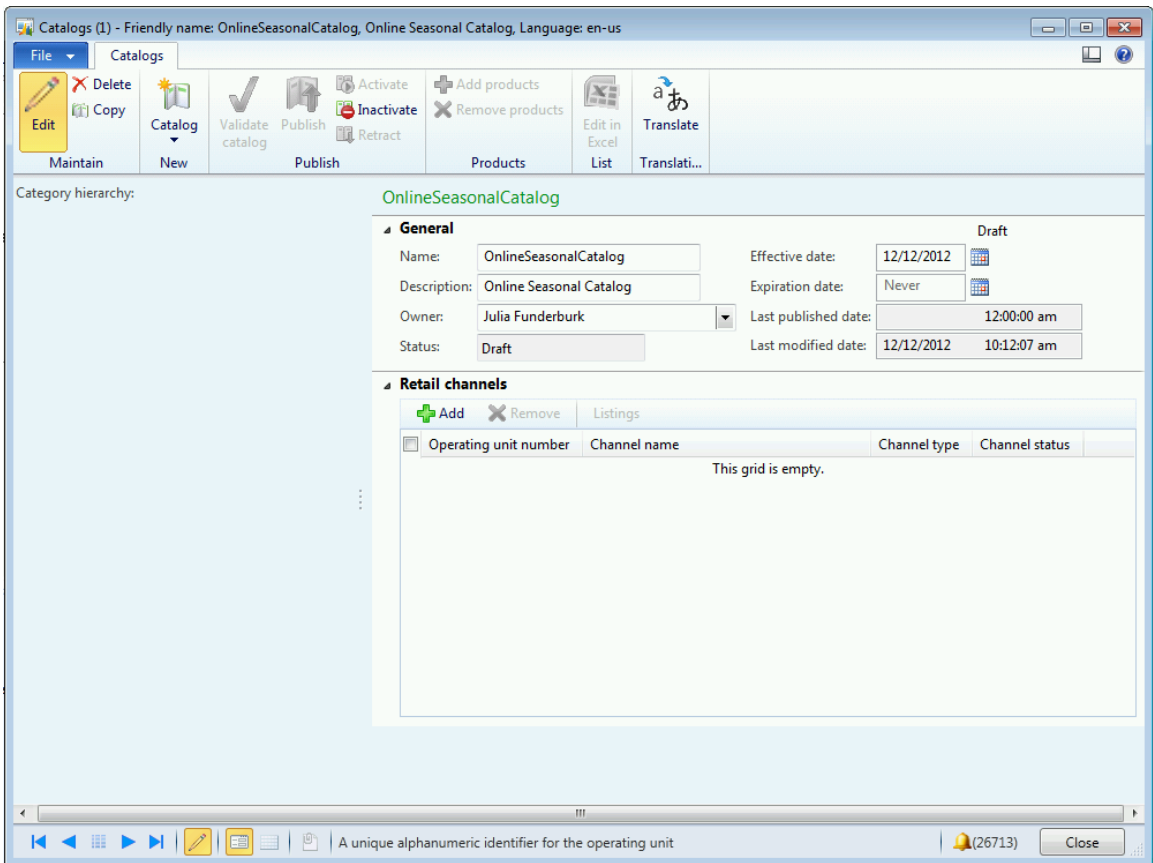 Catalogs (1) - Friendly name: OnlineSeasonalCatalog, Online Seasonal Catalog, Language: en-us
File Catalogs
Edit
Delete
Copy
Maintain
Catalog
New
Validate catalog
Publish
Activate
Inactivate
Retract
Publish
Add products
Remove products
Products
Edit in Excel
List
Translate
Translati...
Category hierarchy:
OnlineSeasonalCatalog
General Draft
Name: OnlineSeasonalCatalog Effective date: 12/12/2012
Description: Online Seasonal Catalog Expiration date: Never
Owner: Julia Funderburk Last published date: 12:00:00 am
Status: Draft Last modified date: 12/12/2012 10:12:07 am
Retail channels
Add Remove Listings
Operating unit number Channel name Channel type Channel status
This grid is empty.
A unique alphanumeric identifier for the operating unit (26713) Close